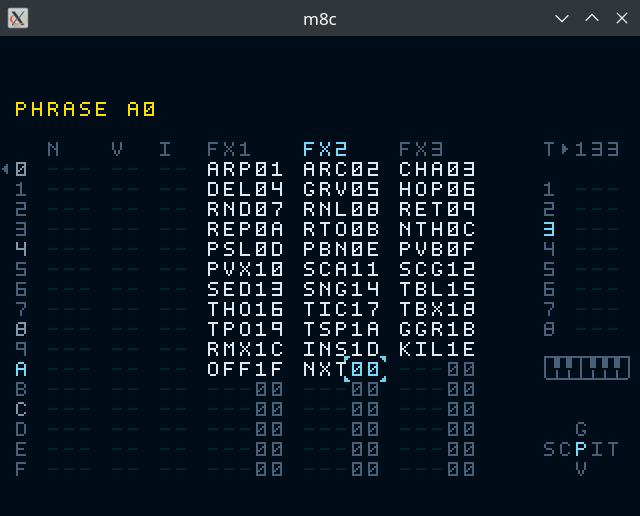 m8c
PHRASE A0
N V I FX1 FX2 FX3 T 133
0 --- -- -- ARP01 ARC02 CHA03
1 --- -- -- DEL04 GRV05 HOP06 1 ---
2 --- -- -- RND07 RNL08 RET09 2 ---
3 --- -- -- REP0A RTO0B NTH0C 3 ---
4 --- -- -- PSL0D PBN0E PVB0F 4 ---
5 --- -- -- PVX10 SCA11 SCG12 5 ---
6 --- -- -- SED13 SNG14 TBL15 6 ---
7 --- -- -- THO16 TIC17 TBX18 7 ---
8 --- -- -- TPO19 TSP1A GGR1B 8 ---
9 --- -- -- RMX1C INS1D KIL1E
A --- -- -- OFF1F NXT00 ---00
B --- -- -- ---00 ---00 ---00
C --- -- -- ---00 ---00 ---00
D --- -- -- ---00 ---00 ---00 G
E --- -- -- ---00 ---00 ---00 SCPIT
F --- -- -- ---00 ---00 ---00 V